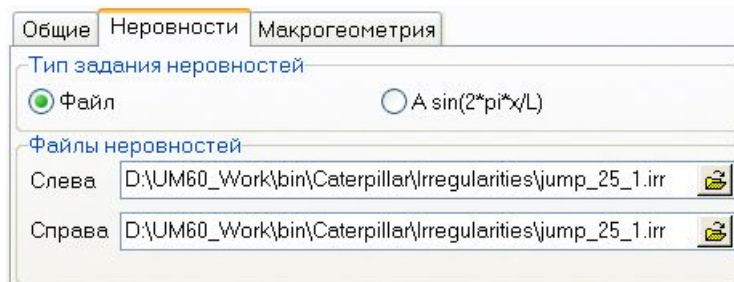 Общие Неровности Макрогеометрия
Тип задания неровностей
Файл A sin(2*pi*x/L)
Файлы неровностей
Слева D:\UM60_Work\bin\Caterpillar\Irregularities\jump_25_1.irr
Справа D:\UM60_Work\bin\Caterpillar\Irregularities\jump_25_1.irr